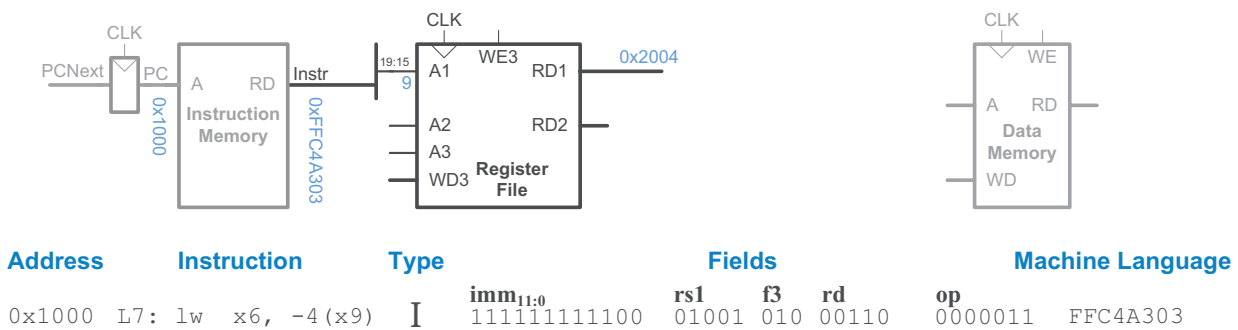 CLK
CLK
CLK
PCNext
PC
A
RD
Instr
Instruction
Memory
0x1000
0xFFC4A303
19:15
9
A1
WE3
RD1
0x2004
A2
RD2
A3
WD3
Register
File
WE
A
RD
Data
Memory
WD
Address Instruction Type Fields Machine Language
imm11:0 rs1 f3 rd op
0x1000 L7: lw x6, -4(x9) I 111111111100 01001 010 00110 0000011 FFC4A303